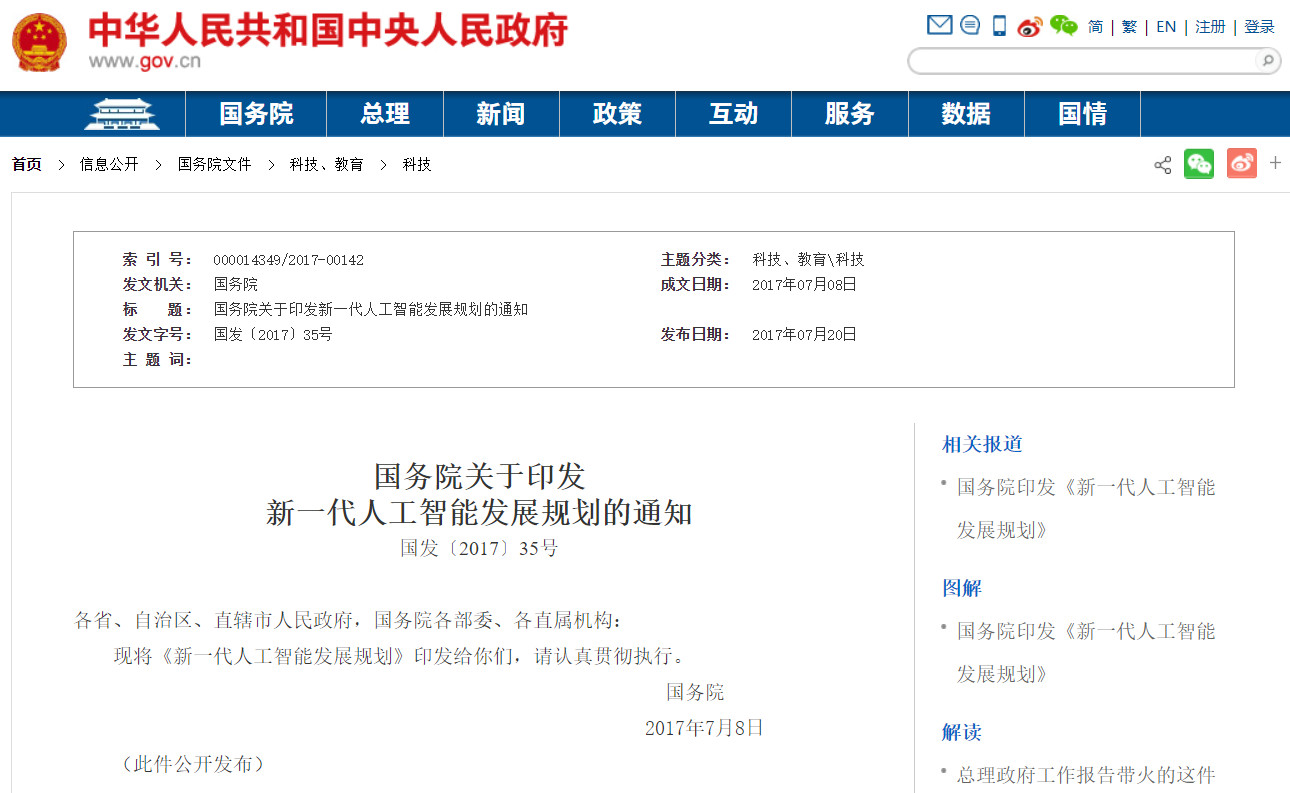 中华人民共和国中央人民政府
www.gov.cn
简 | 繁 | EN | 注册 | 登录
国务院 总理 新闻 政策 互动 服务 数据 国情
首页 > 信息公开 > 国务院文件 > 科技、教育 > 科技
索 引 号： 000014349/2017-00142 主题分类： 科技、教育\科技
发文机关： 国务院 成文日期： 2017年07月08日
标 题： 国务院关于印发新一代人工智能发展规划的通知
发文字号： 国发〔2017〕35号 发布日期： 2017年07月20日
主 题 词：
国务院关于印发
新一代人工智能发展规划的通知
国发〔2017〕35号
各省、自治区、直辖市人民政府，国务院各部委、各直属机构：
现将《新一代人工智能发展规划》印发给你们，请认真贯彻执行。
国务院
2017年7月8日
（此件公开发布）
相关报道
国务院印发《新一代人工智能
发展规划》
图解
国务院印发《新一代人工智能
发展规划》
解读
总理政府工作报告带火的这件